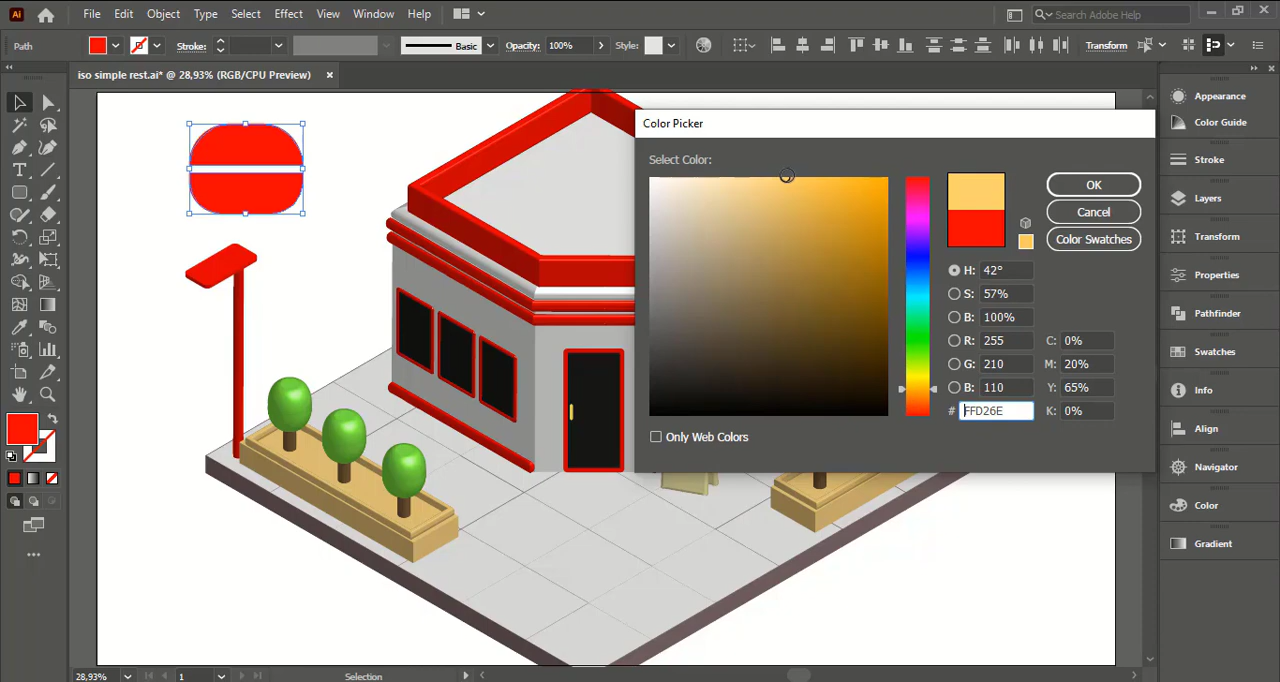 Ai File Edit Object Type Select Effect View Window Help Search Adobe Help
Path Stroke: Basic Opacity: 100% Style: Transform
iso simple rest.ai* @ 28,93% (RGB/CPU Preview) ×
Color Picker
Select Color:
OK
Cancel
Color Swatches
H: 42°
S: 57%
B: 100%
R: 255 C: 0%
G: 210 M: 20%
B: 110 Y: 65%
# FFD26E K: 0%
Only Web Colors
Appearance
Color Guide
Stroke
Layers
Transform
Properties
Pathfinder
Swatches
Info
Align
Navigator
Color
Gradient
28,93% 1 Selection